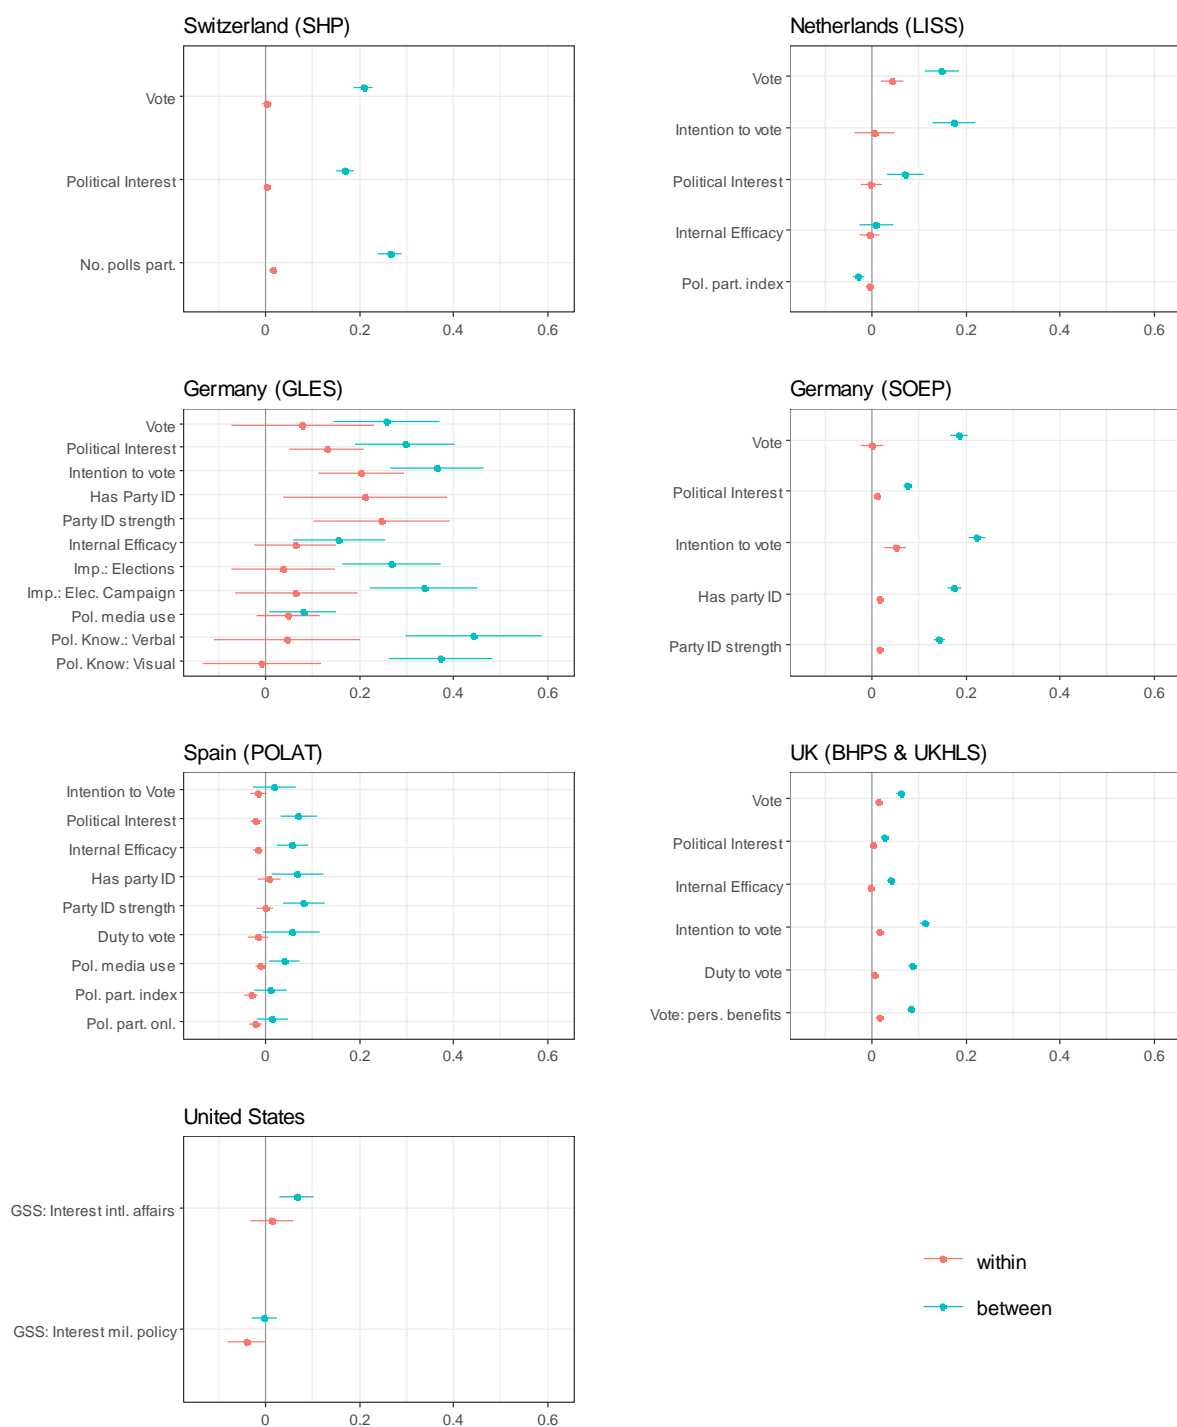 Switzerland (SHP)
Vote
Political Interest
No. polls part.
0 0.2 0.4 0.6
Netherlands (LISS)
Vote
Intention to vote
Political Interest
Internal Efficacy
Pol. part. index
0 0.2 0.4 0.6
Germany (GLES)
Vote
Political Interest
Intention to vote
Has Party ID
Party ID strength
Internal Efficacy
Imp.: Elections
Imp.: Elec. Campaign
Pol. media use
Pol. Know.: Verbal
Pol. Know: Visual
0 0.2 0.4 0.6
Germany (SOEP)
Vote
Political Interest
Intention to vote
Has party ID
Party ID strength
0 0.2 0.4 0.6
Spain (POLAT)
Intention to Vote
Political Interest
Internal Efficacy
Has party ID
Party ID strength
Duty to vote
Pol. media use
Pol. part. index
Pol. part. onl.
0 0.2 0.4 0.6
UK (BHPS & UKHLS)
Vote
Political Interest
Internal Efficacy
Intention to vote
Duty to vote
Vote: pers. benefits
0 0.2 0.4 0.6
United States
GSS: Interest intl. affairs
GSS: Interest mil. policy
0 0.2 0.4 0.6
within
between